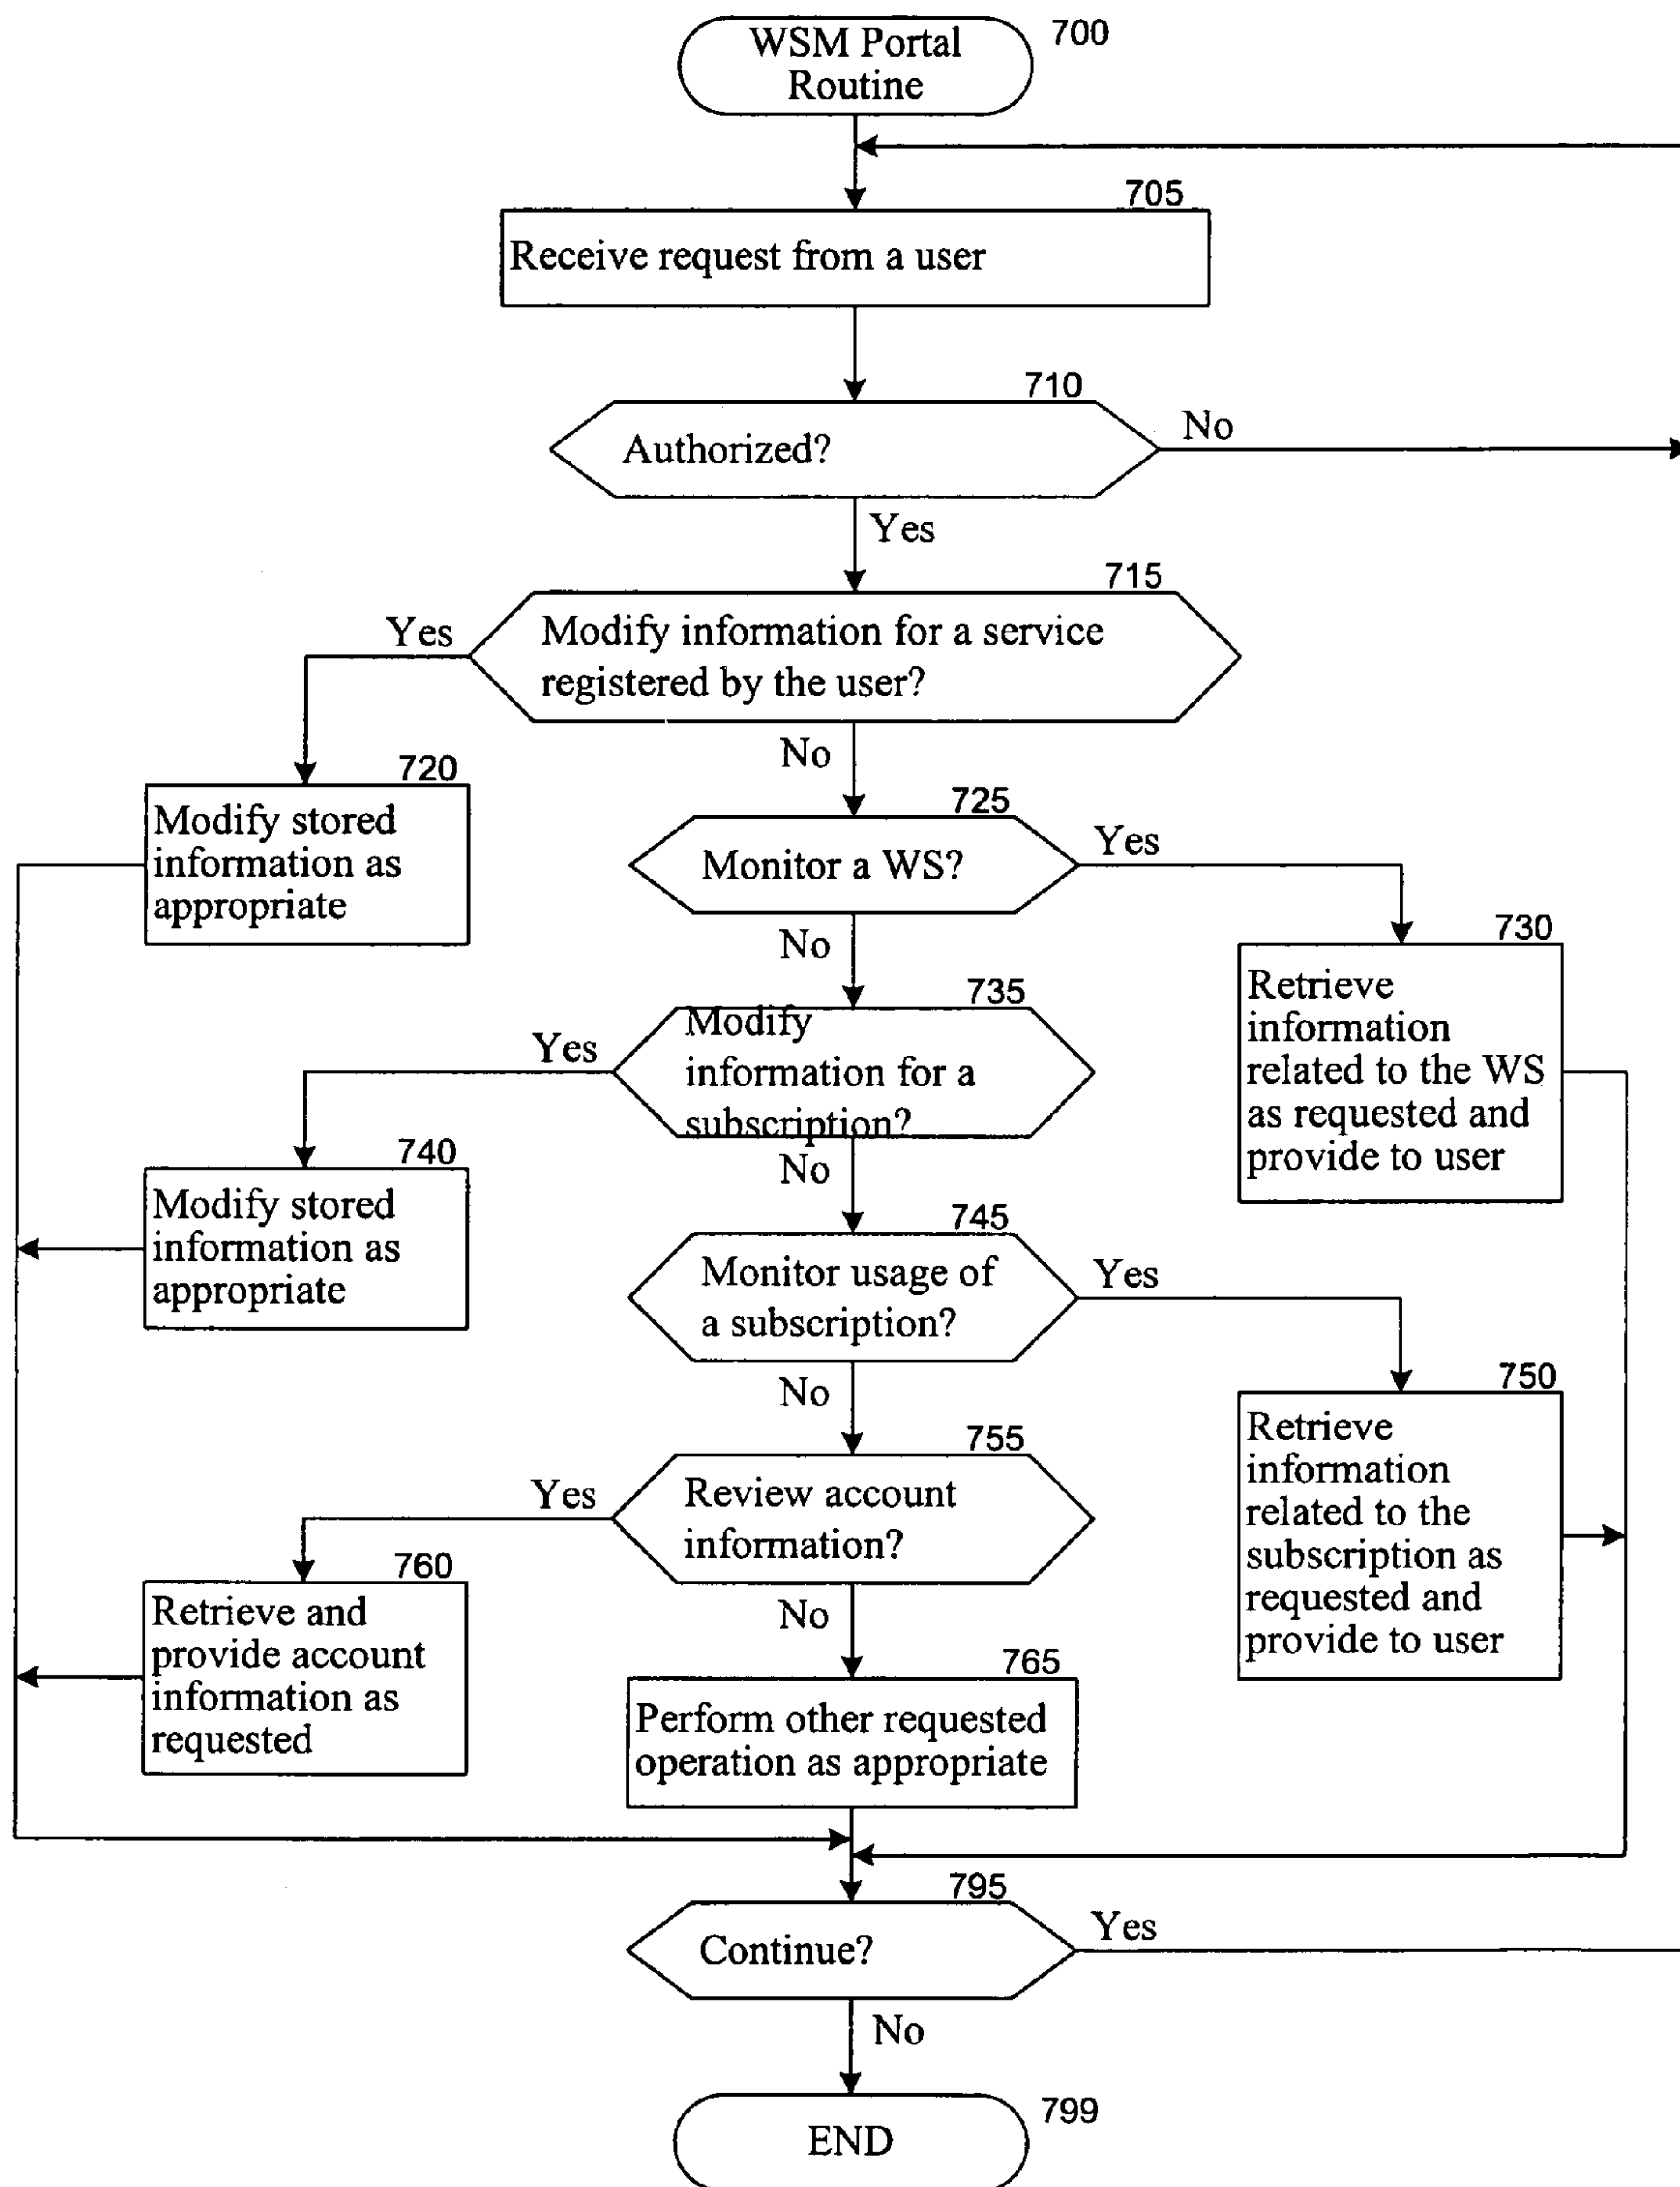 WSM Portal
Routine
700
705
Receive request from a user
710
Authorized?
No
Yes
715
Yes
Modify information for a service
registered by the user?
No
720
Modify stored
information as
appropriate
725
Monitor a WS?
Yes
No
730
Retrieve
information
related to the WS
as requested and
provide to user
735
Yes
Modify
information for a
subscription?
No
740
Modify stored
information as
appropriate
745
Monitor usage of
a subscription?
Yes
No
750
Retrieve
information
related to the
subscription as
requested and
provide to user
755
Yes
Review account
information?
No
760
Retrieve and
provide account
information as
requested
765
Perform other requested
operation as appropriate
795
Continue?
Yes
No
END
799